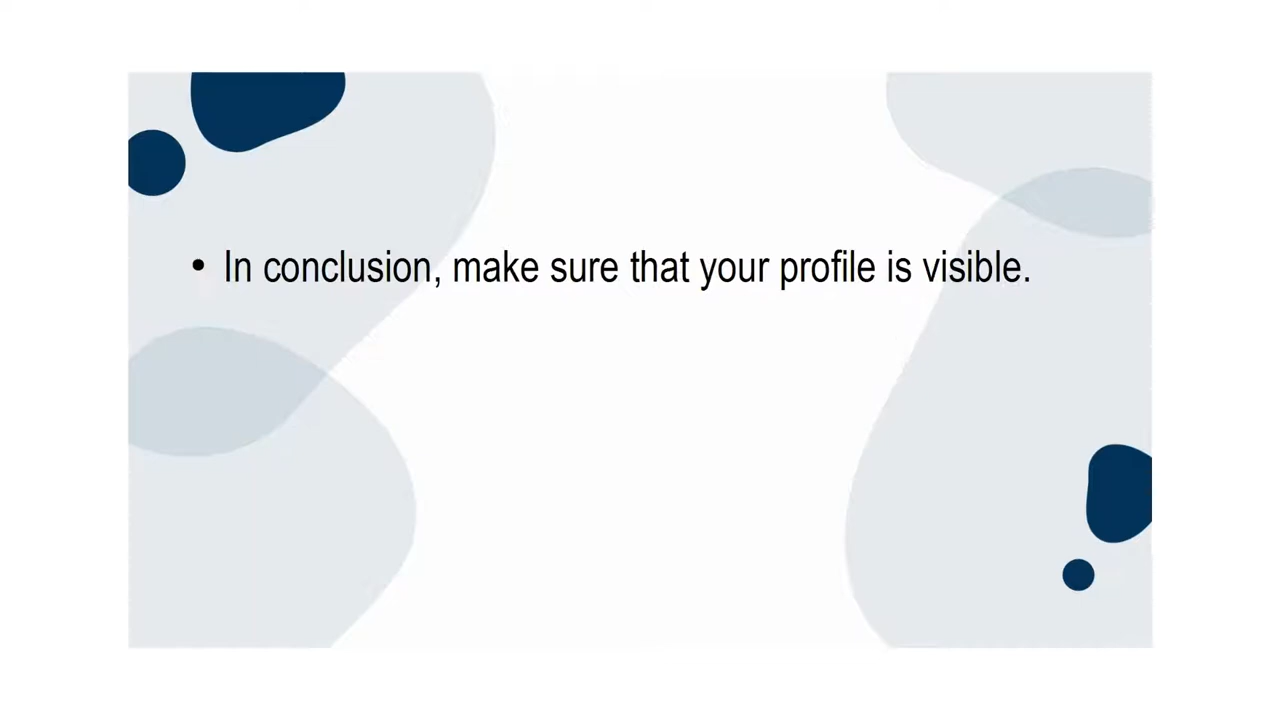 • In conclusion, make sure that your profile is visible.